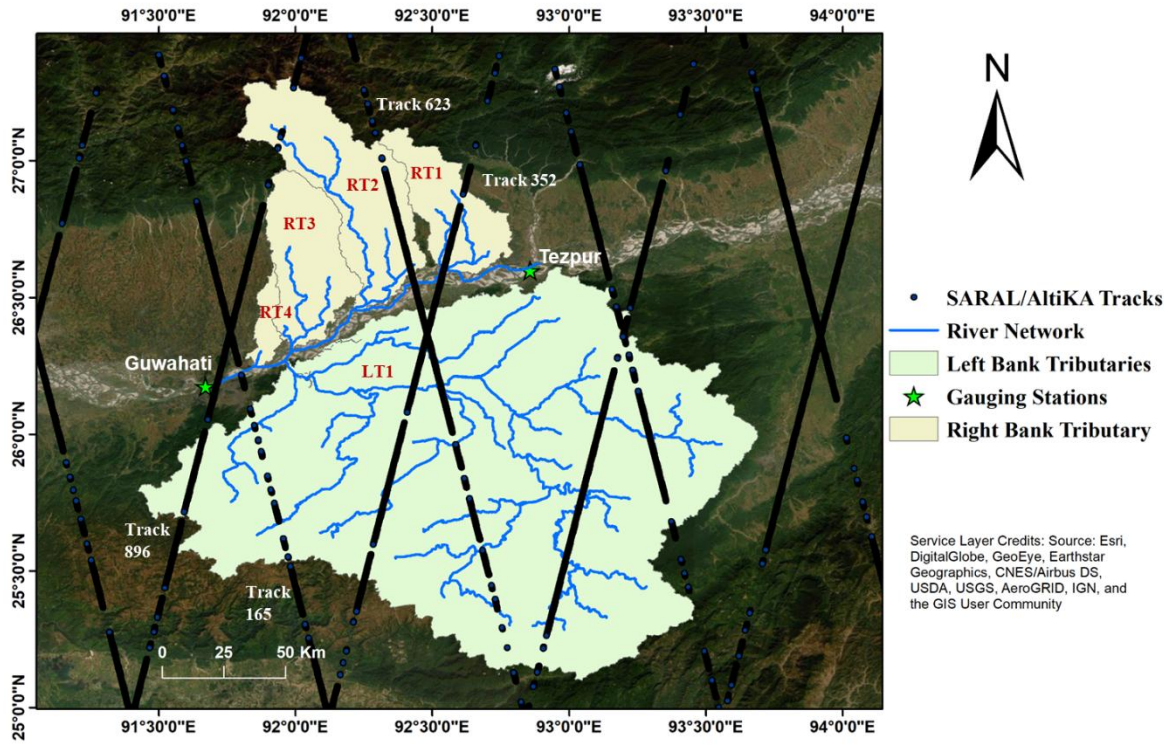 91°30'0"E 92°0'0"E 92°30'0"E 93°0'0"E 93°30'0"E 94°0'0"E
27°0'0"N
26°30'0"N
26°0'0"N
25°30'0"N
25°0'0"N
Track 623
RT1
Track 352
RT2
RT3
Tezpur
RT4
Guwahati
LT1
Track
896
Track
165
0 25 50 Km
N
SARAL/AltiKA Tracks
River Network
Left Bank Tributaries
Gauging Stations
Right Bank Tributary
Service Layer Credits: Source: Esri,
DigitalGlobe, GeoEye, Earthstar
Geographics, CNES/Airbus DS,
USDA, USGS, AeroGRID, IGN, and
the GIS User Community
91°30'0"E 92°0'0"E 92°30'0"E 93°0'0"E 93°30'0"E 94°0'0"E